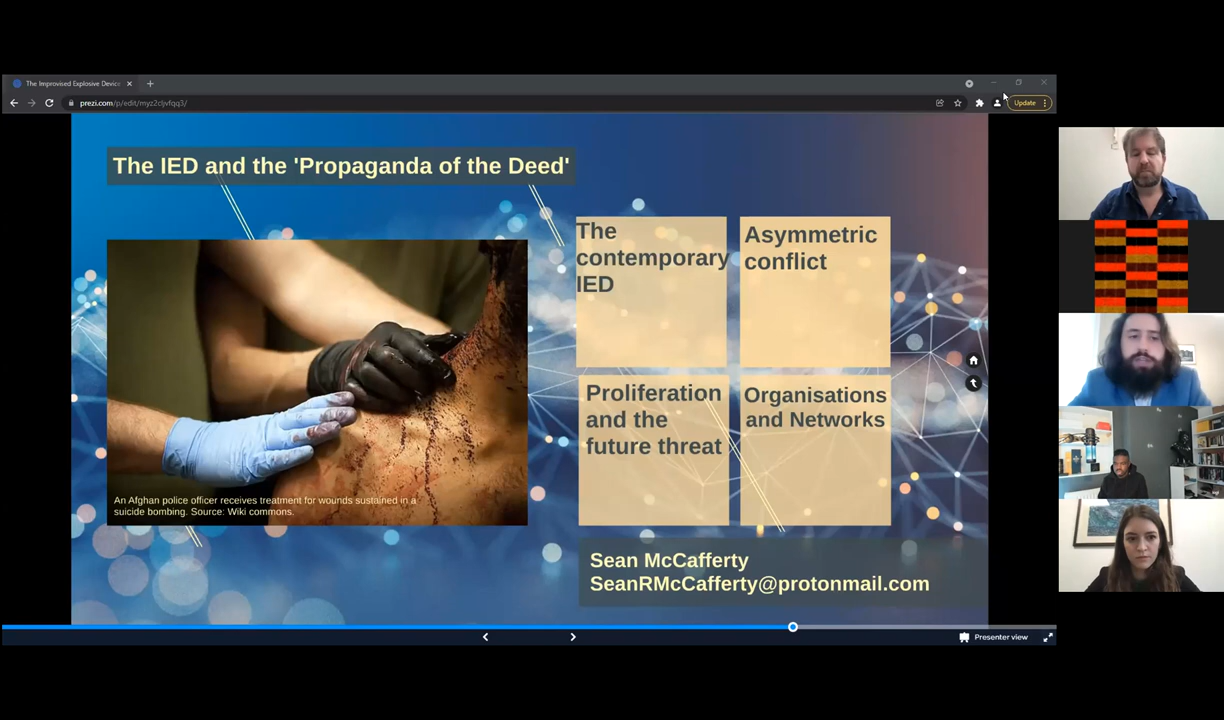 The Improvised Explosive Device
prezi.com/p/edit/myz2cljvfqq3/
Update
The IED and the 'Propaganda of the Deed'
An Afghan police officer receives treatment for wounds sustained in a
suicide bombing. Source: Wiki commons.
The
contemporary
IED
Asymmetric
conflict
Proliferation
and the
future threat
Organisations
and Networks
Sean McCafferty
SeanRMcCafferty@protonmail.com
Presenter view